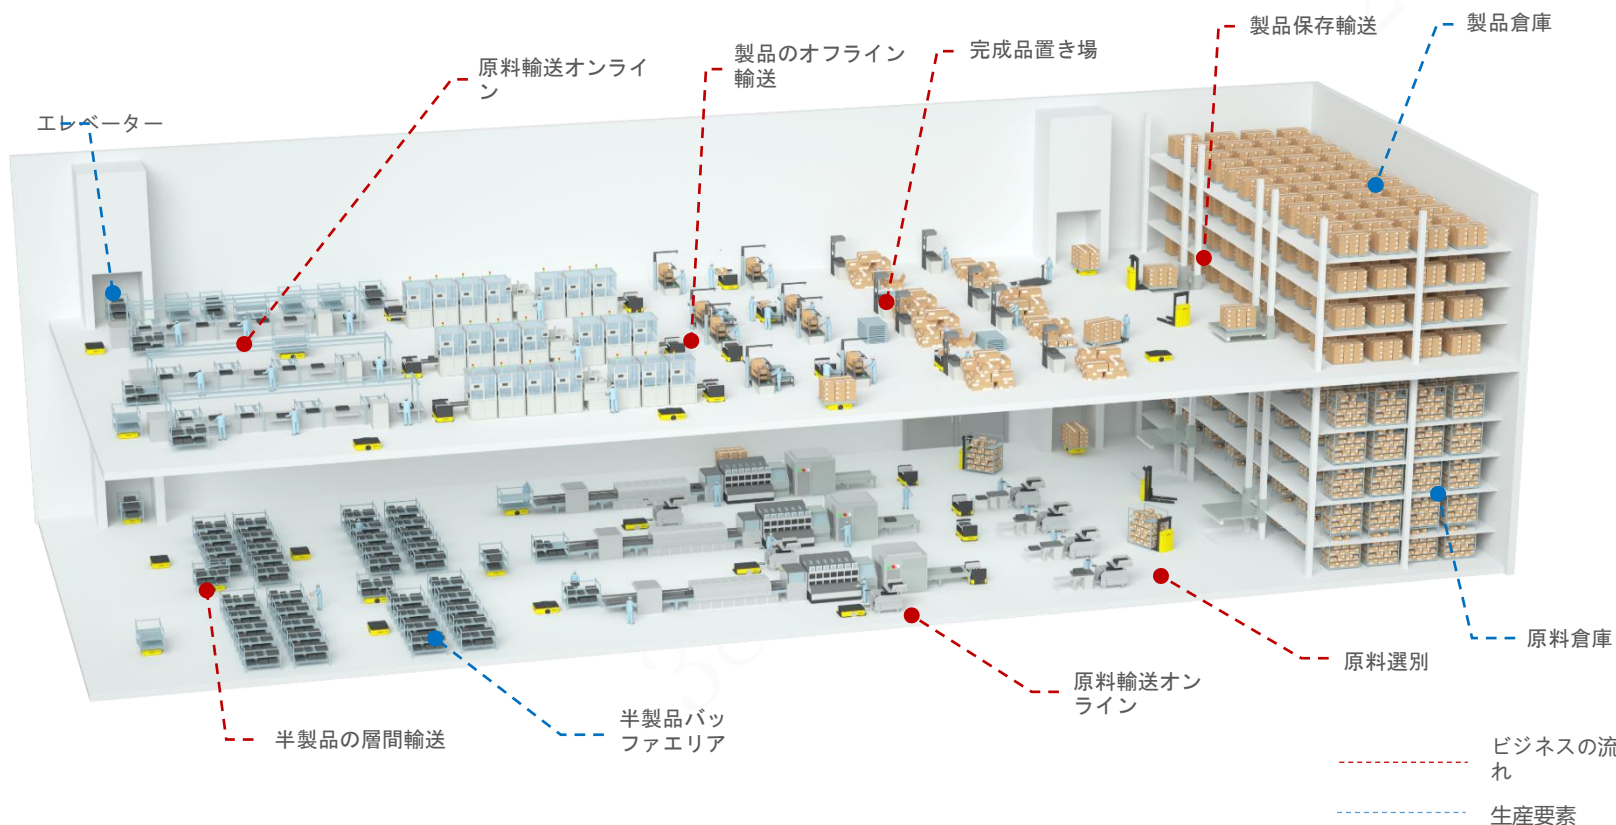 製品保存輸送
製品倉庫
完成品置き場
製品のオフライン
輸送
原料輸送オンライ
ン
エレベーター
原料倉庫
原料選別
原料輸送オン
ライン
半製品バッ
ファエリア
半製品の層間輸送
ビジネスの流
れ
生産要素